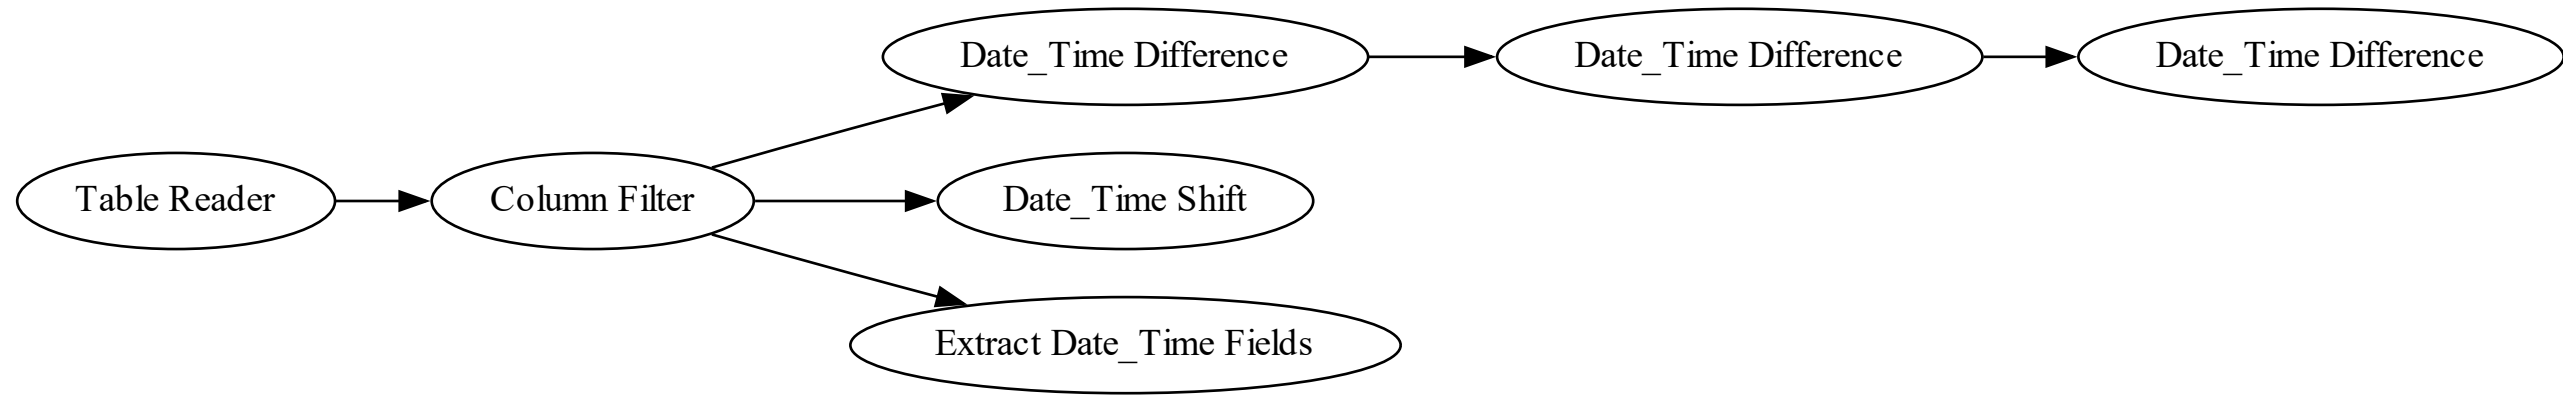 Date_Time Difference
Date_Time Difference
Date_Time Difference
Table Reader
Column Filter
Date_Time Shift
Extract Date_Time Fields